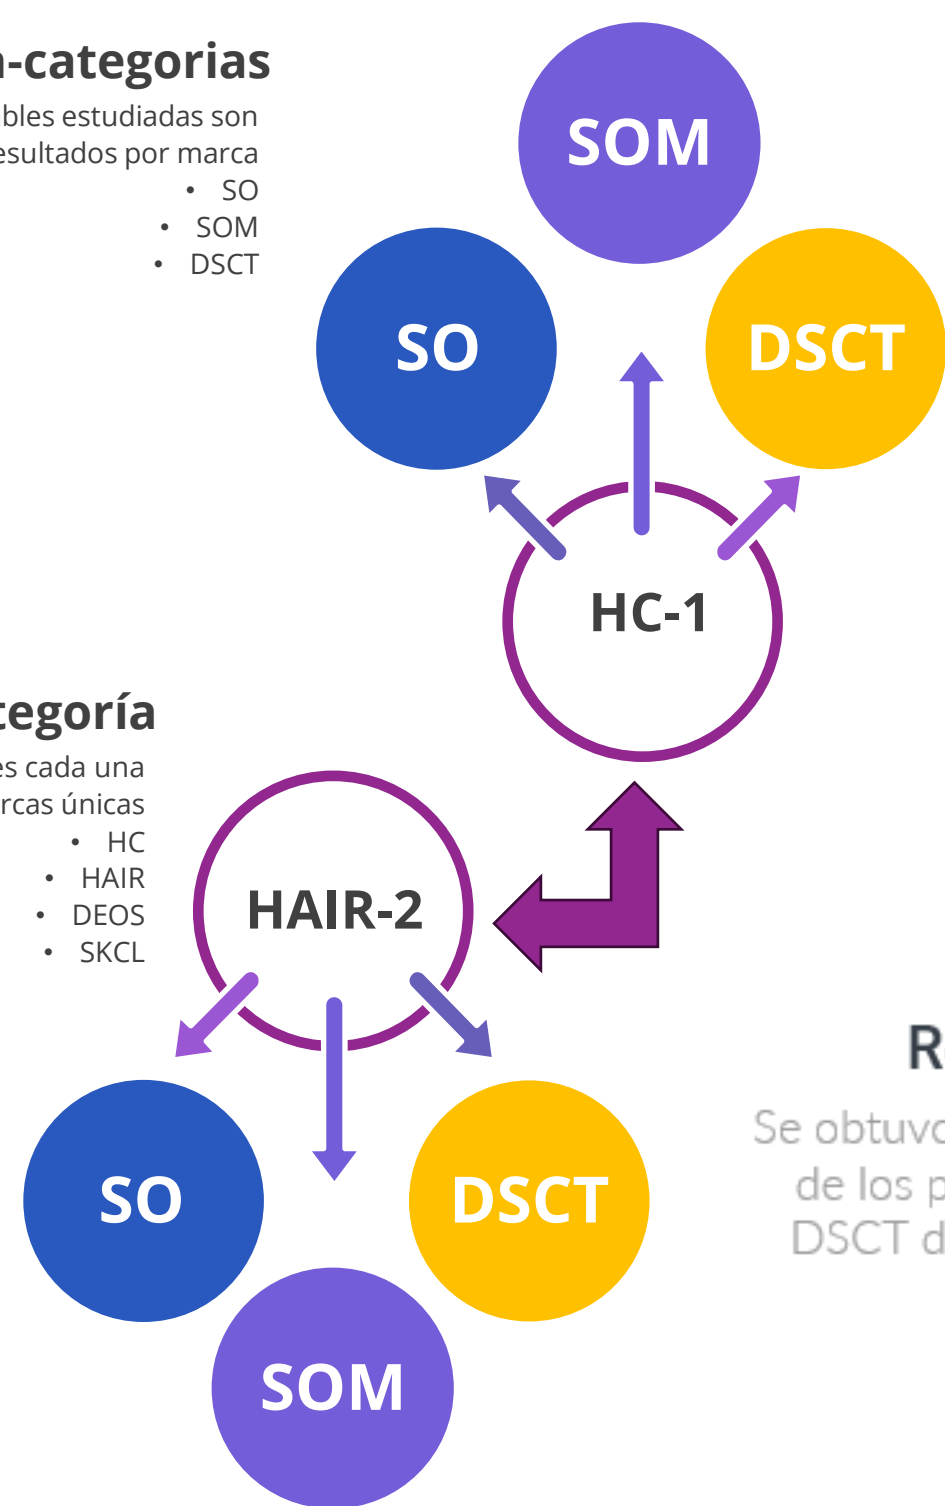 -categorias
bles estudiadas son
esultados por marca
• SO
• SOM
• DSCT
SOM
SO
DSCT
HC-1
tegoría
es cada una
rcas únicas
• HC
• HAIR
• DEOS
• SKCL
HAIR-2
R
Se obtuvo
de los p
DSCT d
SO
DSCT
SOM